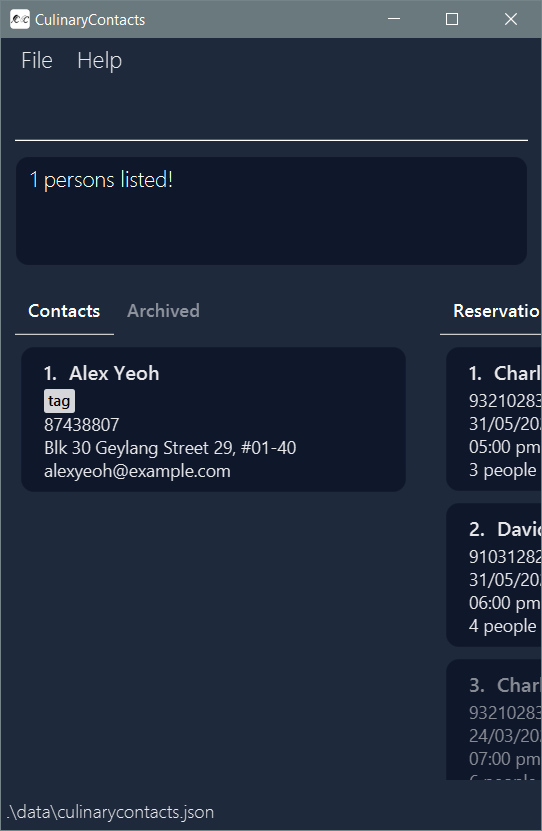 CulinaryContacts
File Help
1 persons listed!
Contacts Archived
1. Alex Yeoh
tag
87438807
Blk 30 Geylang Street 29, #01-40
alexyeoh@example.com
Reservatio
1. Charl
93210283
31/05/20
05:00 pm
3 people
2. David
91031282
31/05/20
06:00 pm
4 people
3. Charl
93210283
24/03/20
07:00 pm
.\data\culinarycontacts.json